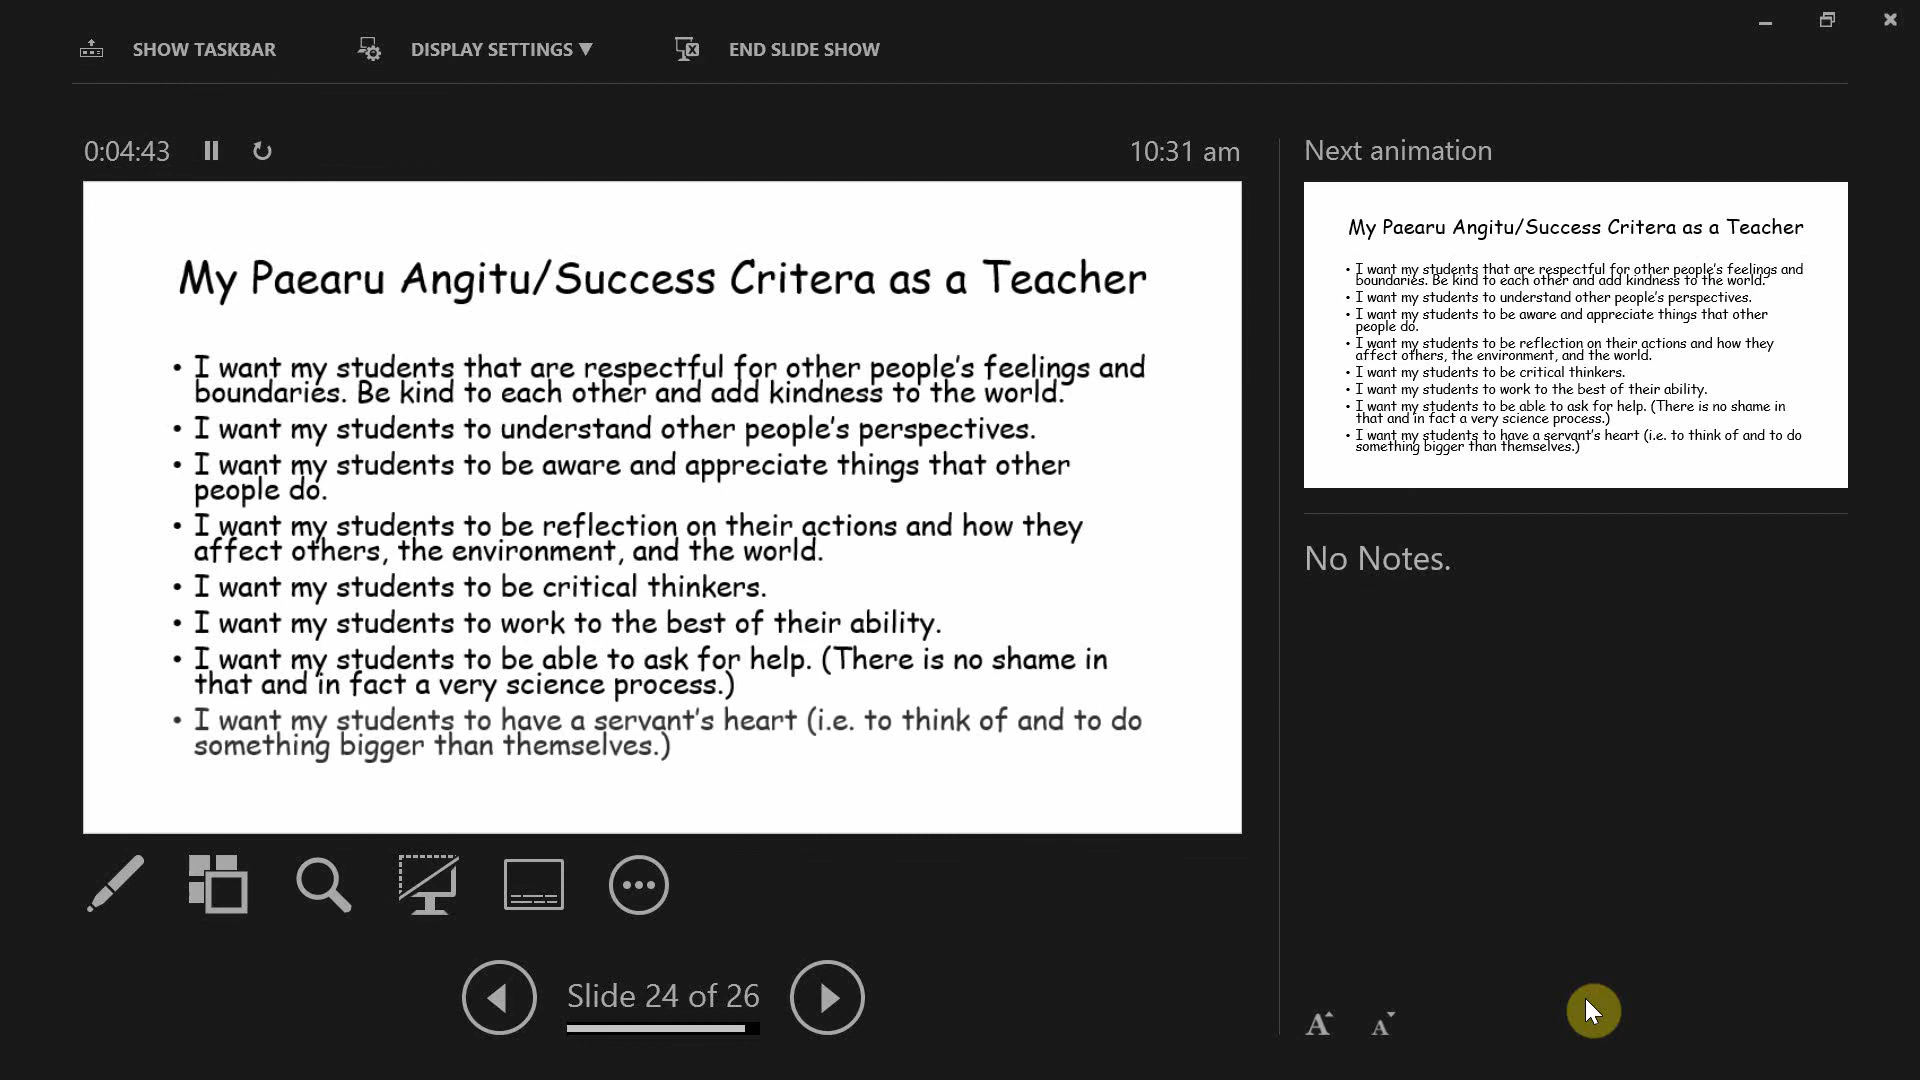 SHOW TASKBAR
DISPLAY SETTINGS ▼
END SLIDE SHOW
0:04:43
10:31 am
My Paearu Angitu/Success Critera as a Teacher
• I want my students that are respectful for other people's feelings and
boundaries. Be kind to each other and add kindness to the world.
• I want my students to understand other people's perspectives.
• I want my students to be aware and appreciate things that other
people do.
• I want my students to be reflection on their actions and how they
affect others, the environment, and the world.
• I want my students to be critical thinkers.
• I want my students to work to the best of their ability.
• I want my students to be able to ask for help. (There is no shame in
that and in fact a very science process.)
• I want my students to have a servant's heart (i.e. to think of and to do
something bigger than themselves.)
Slide 24 of 26
Next animation
My Paearu Angitu/Success Critera as a Teacher
• I want my students that are respectful for other people's feelings and
boundaries. Be kind to each other and add kindness to the world.
• I want my students to understand other people's perspectives.
• I want my students to be aware and appreciate things that other
people do.
• I want my students to be reflection on their actions and how they
affect others, the environment, and the world.
• I want my students to be critical thinkers.
• I want my students to work to the best of their ability.
• I want my students to be able to ask for help. (There is no shame in
that and in fact a very science process.)
• I want my students to have a servant's heart (i.e. to think of and to do
something bigger than themselves.)
No Notes.
A A